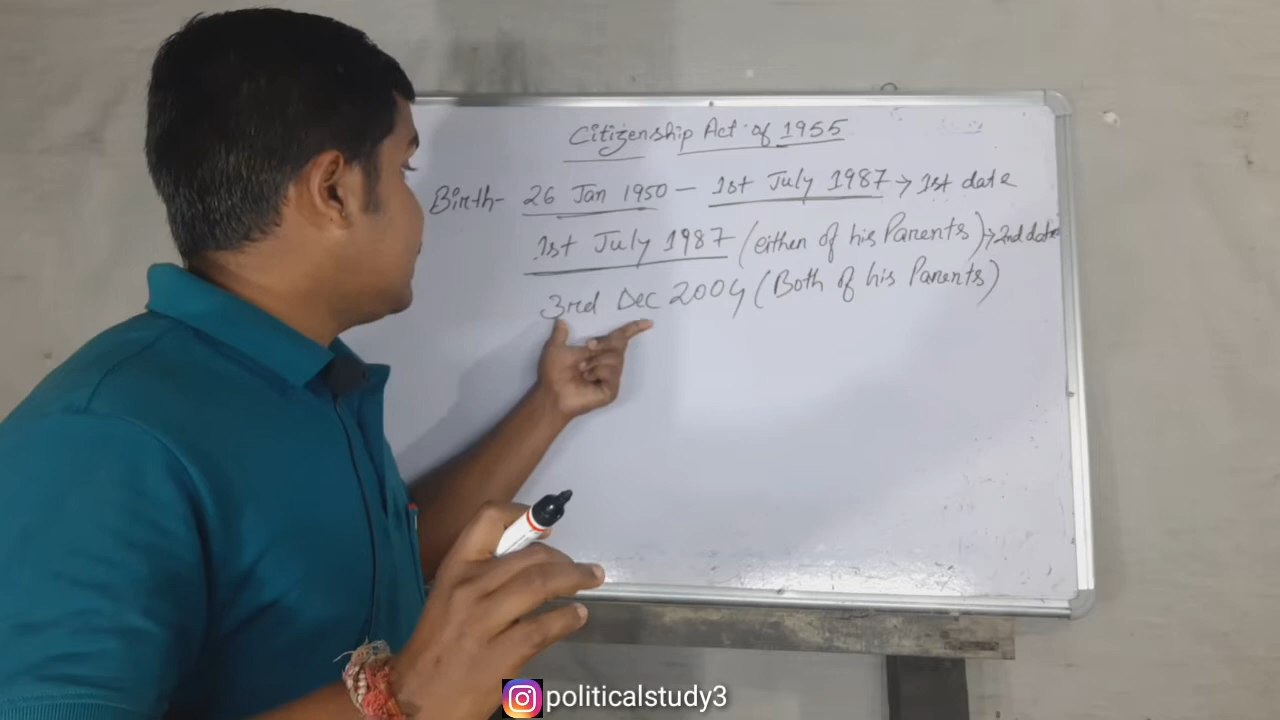 Citizenship Act of 1955
Birth- 26 Jan 1950 - 1st July 1987 → 1st date
1st July 1987 (either of his Parents) → 2nd date
3rd Dec 2004 (Both of his Parents)
politicalstudy3